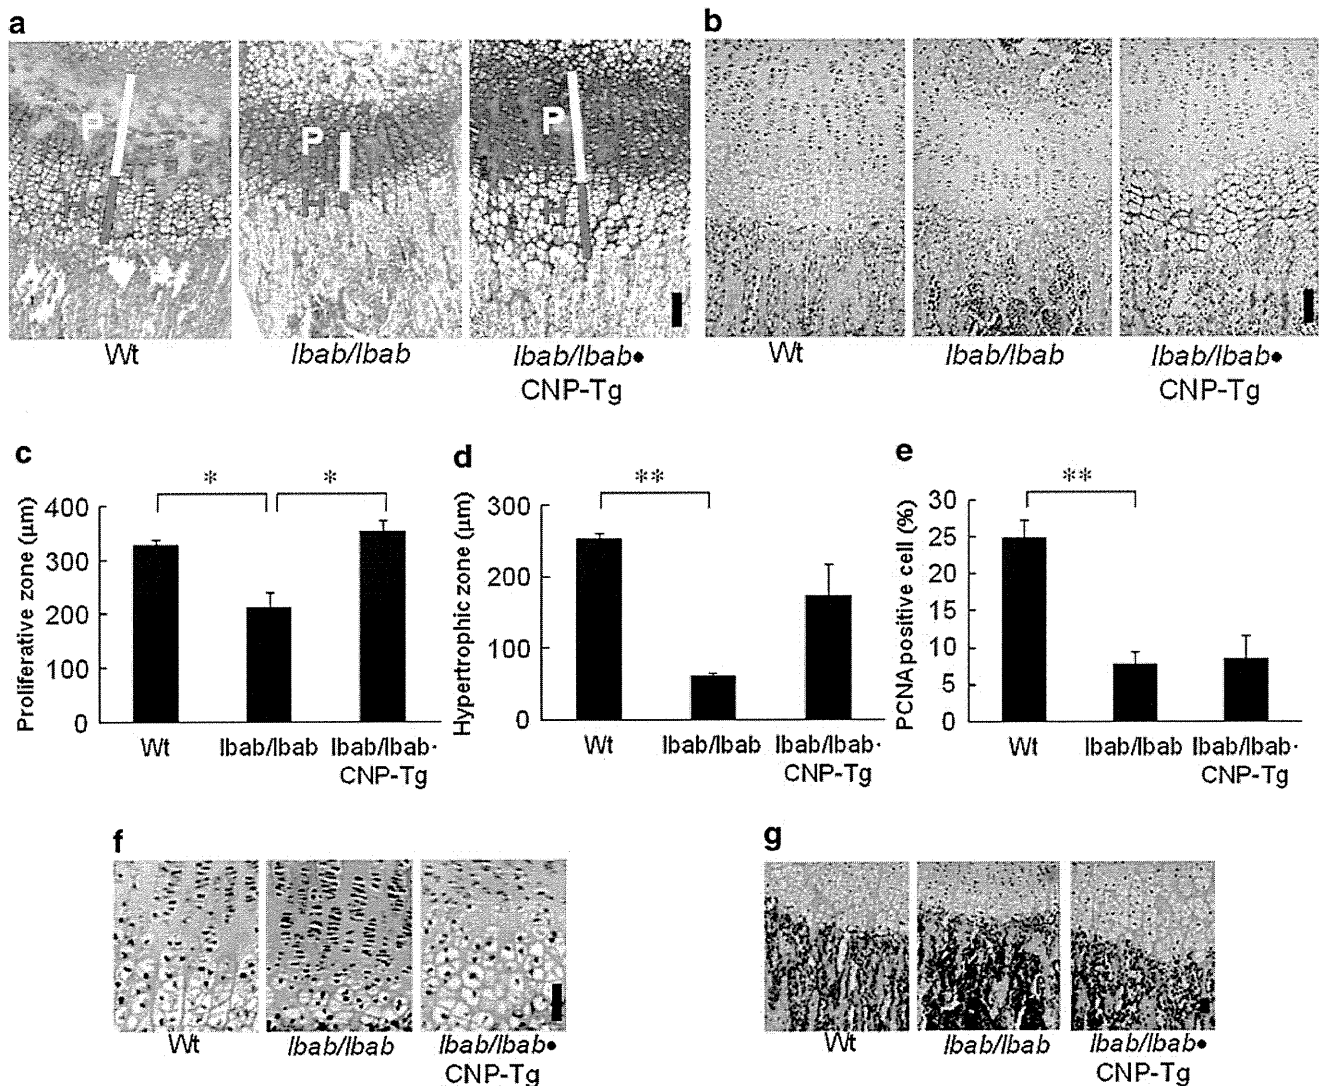 a
b
P
H
P
H
P
H
Wt
lbab/lbab
lbab/lbab•
CNP-Tg
Wt
lbab/lbab
lbab/lbab•
CNP-Tg
c
d
e
Proliferative zone (μm)
400
300
200
100
0
*
*
Wt
lbab/lbab
lbab/lbab·
CNP-Tg
Hypertrophic zone (μm)
300
200
100
0
**
Wt
lbab/lbab
lbab/lbab·
CNP-Tg
PCNA positive cell (%)
30
25
20
15
10
5
0
**
Wt
lbab/lbab
lbab/lbab·
CNP-Tg
f
g
Wt
lbab/lbab
lbab/lbab•
CNP-Tg
Wt
lbab/lbab
lbab/lbab•
CNP-Tg